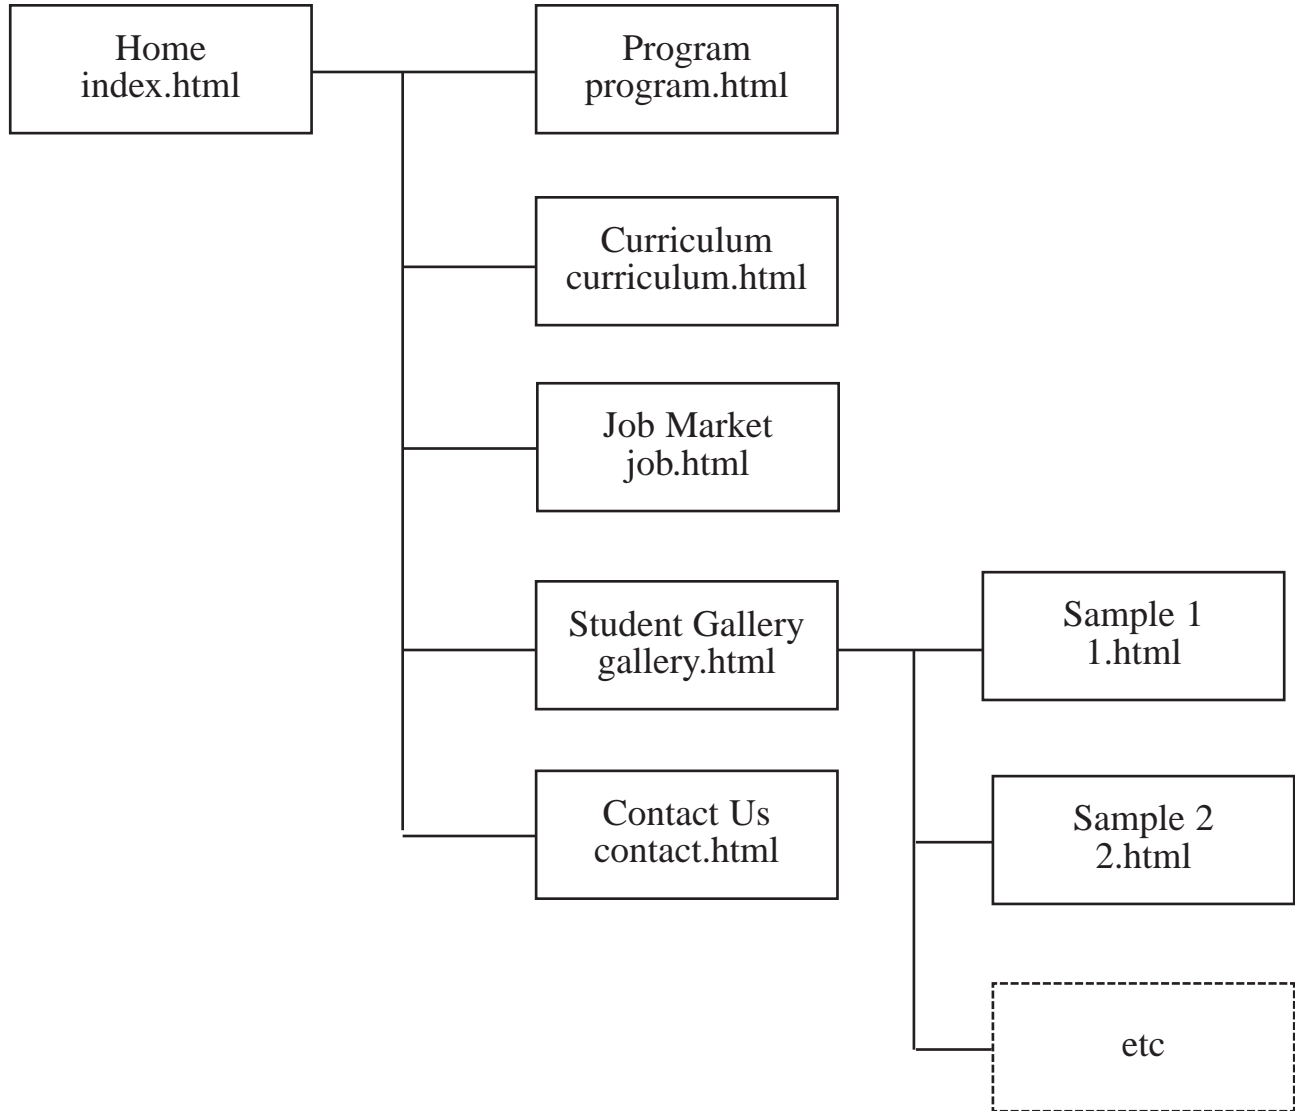 Home
index.html
Program
program.html
Curriculum
curriculum.html
Job Market
job.html
Student Gallery
gallery.html
Sample 1
1.html
Contact Us
contact.html
Sample 2
2.html
etc